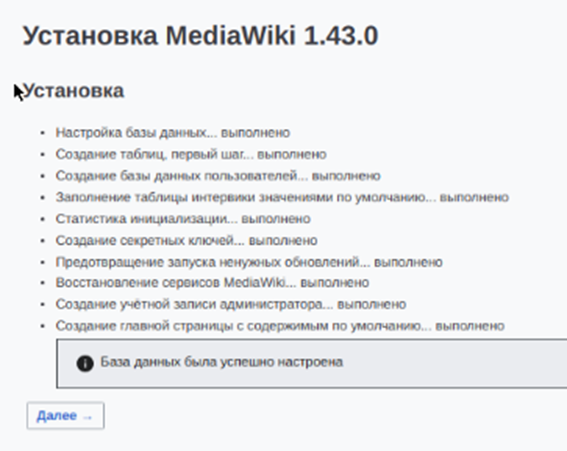 Установка MediaWiki 1.43.0
Установка
• Настройка базы данных... выполнено
• Создание таблиц, первый шаг... выполнено
• Создание базы данных пользователей... выполнено
• Заполнение таблицы интервики значениями по умолчанию... выполнено
• Статистика инициализации... выполнено
• Создание секретных ключей... выполнено
• Предотвращение запуска ненужных обновлений... выполнено
• Восстановление сервисов MediaWiki... выполнено
• Создание учётной записи администратора... выполнено
• Создание главной страницы с содержимым по умолчанию... выполнено
База данных была успешно настроена
Далее →